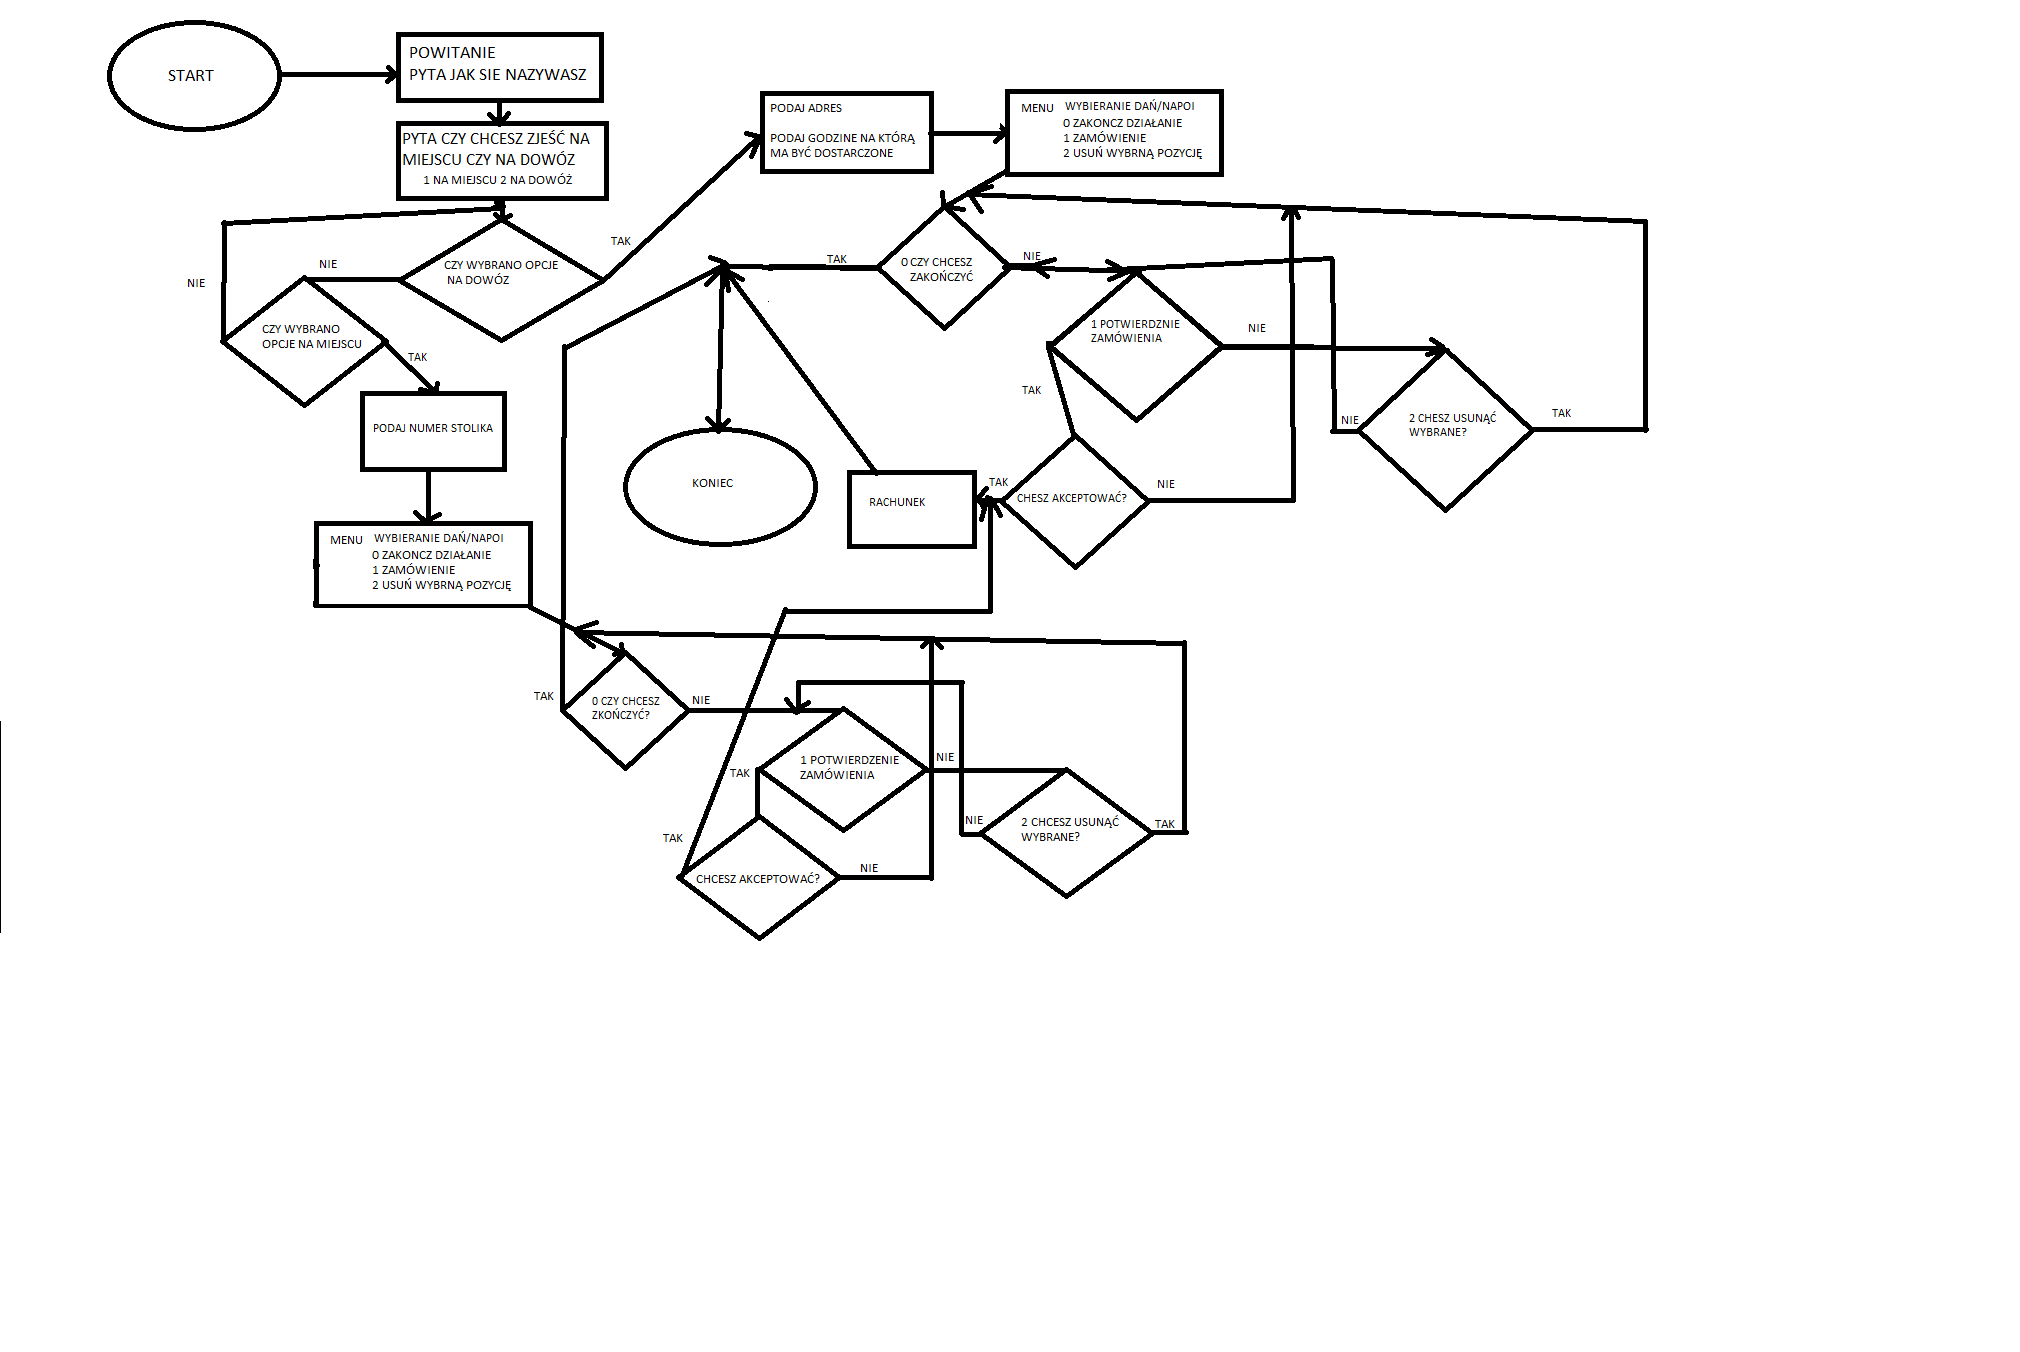 START
POWITANIE
PYTA JAK SIE NAZYWASZ
PYTA CZY CHCESZ ZJEŚĆ NA
MIEJSCU CZY NA DOWÓZ
1 NA MIEJSCU 2 NA DOWÓŻ
CZY WYBRANO OPCJE
NA DOWÓZ
NIE
TAK
NIE
CZY WYBRANO
OPCJE NA MIEJSCU
TAK
PODAJ NUMER STOLIKA
MENU WYBIERANIE DAŃ/NAPOI
0 ZAKONCZ DZIAŁANIE
1 ZAMÓWIENIE
2 USUŃ WYBRNĄ POZYCJĘ
PODAJ ADRES
PODAJ GODZINE NA KTÓRĄ
MA BYĆ DOSTARCZONE
MENU WYBIERANIE DAŃ/NAPOI
0 ZAKONCZ DZIAŁANIE
1 ZAMÓWIENIE
2 USUŃ WYBRNĄ POZYCJĘ
TAK
0 CZY CHCESZ
ZAKOŃCZYĆ
NIE
1 POTWIERDZNIE
ZAMÓWIENIA
NIE
TAK
NIE
2 CHESZ USUNĄĆ
WYBRANE?
TAK
KONIEC
RACHUNEK
TAK
CHESZ AKCEPTOWAĆ?
NIE
TAK
0 CZY CHCESZ
ZKOŃCZYĆ?
NIE
1 POTWIERDZENIE
ZAMÓWIENIA
NIE
TAK
NIE
2 CHCESZ USUNĄĆ
WYBRANE?
TAK
TAK
CHCESZ AKCEPTOWAĆ?
NIE